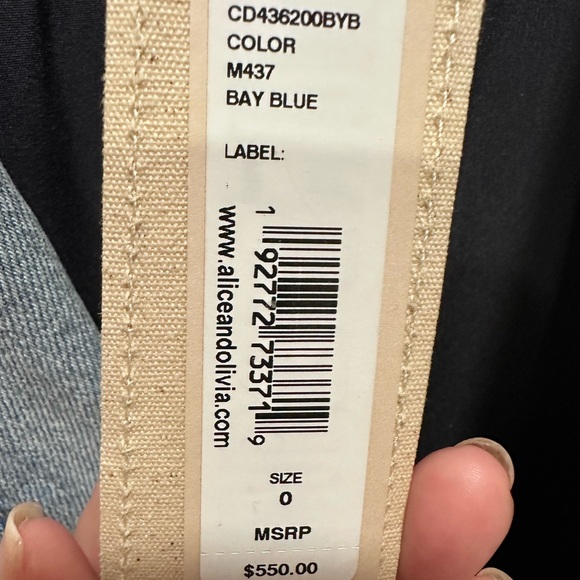 CD436200BYB
COLOR
M437
BAY BLUE
LABEL:
www.aliceandolivia.com
1 92772 73371 9
SIZE
0
MSRP
$550.00